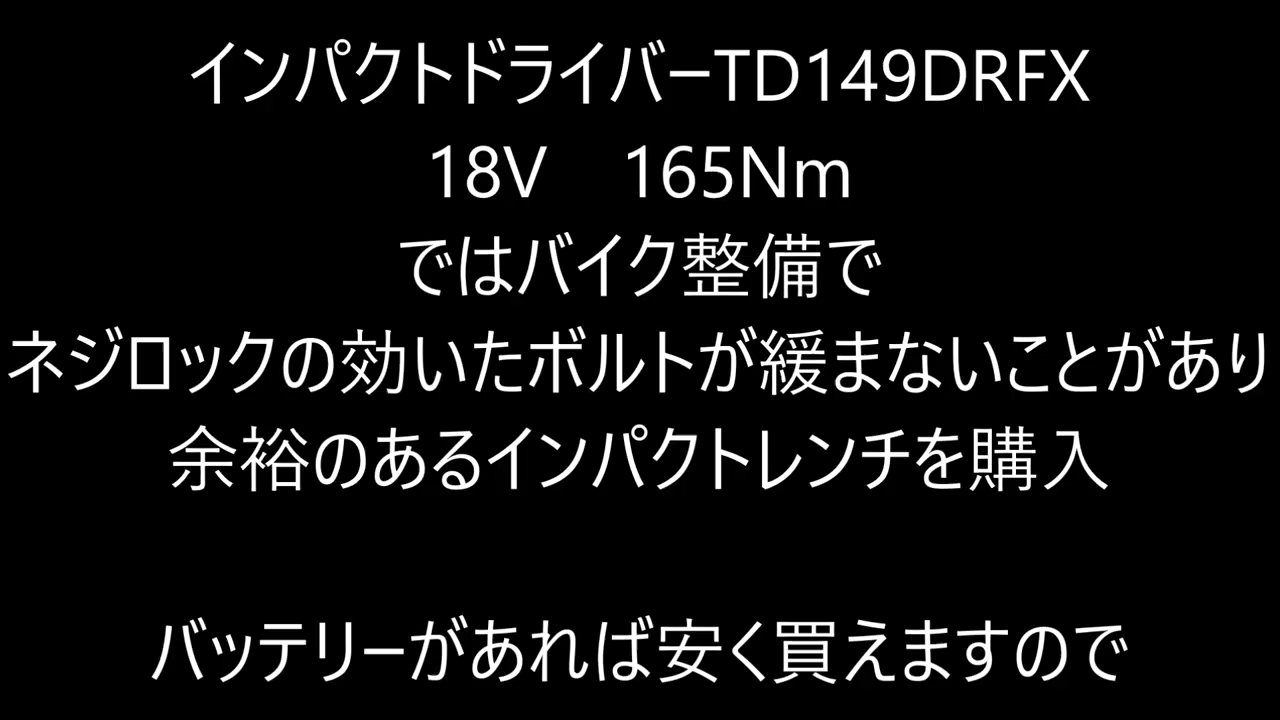 インパクトドライバーTD149DRFX
18V　165Nm
ではバイク整備で
ネジロックの効いたボルトが緩まないことがあり
余裕のあるインパクトレンチを購入
バッテリーがあれば安く買えますので